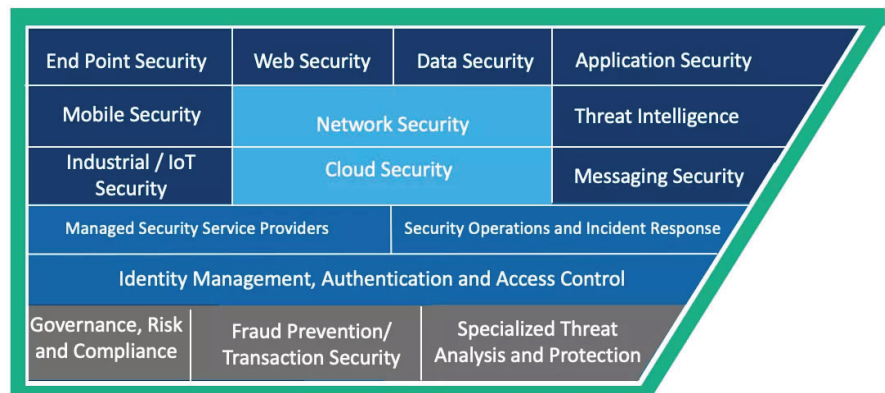 End Point Security
Web Security
Data Security
Application Security
Mobile Security
Network Security
Threat Intelligence
Industrial / IoT
Security
Cloud Security
Messaging Security
Managed Security Service Providers
Security Operations and Incident Response
Identity Management, Authentication and Access Control
Governance, Risk
and Compliance
Fraud Prevention/
Transaction Security
Specialized Threat
Analysis and Protection